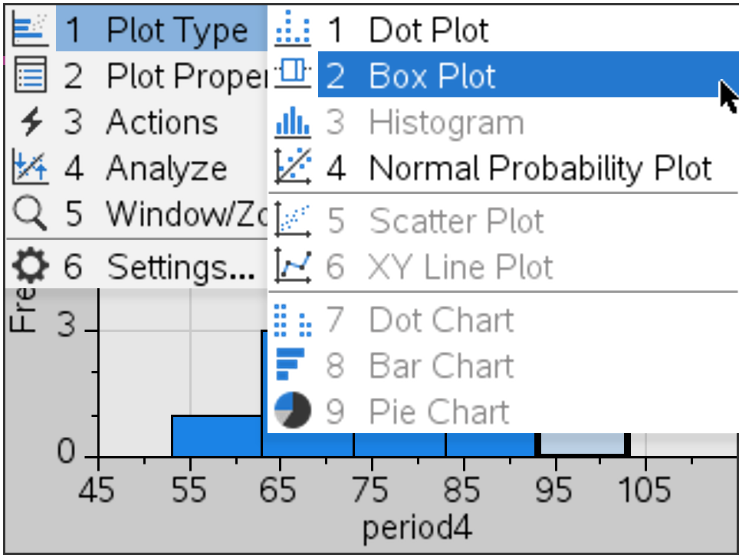 1 Plot Type
2 Plot Proper
3 Actions
4 Analyze
5 Window/Zo
6 Settings...
1 Dot Plot
2 Box Plot
3 Histogram
4 Normal Probability Plot
5 Scatter Plot
6 XY Line Plot
7 Dot Chart
8 Bar Chart
9 Pie Chart
Fre
3
0
45 55 65 75 85 95 105
period4